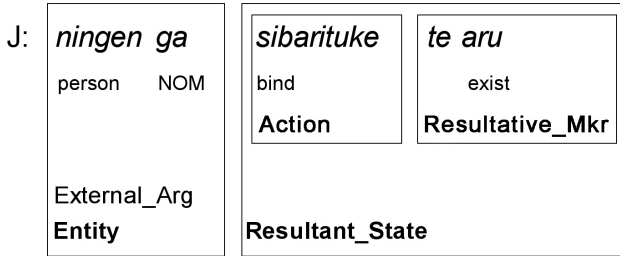 J: ningen ga sibarituke te aru
person NOM bind exist
Action Resultative_Mkr
External_Arg
Entity Resultant_State